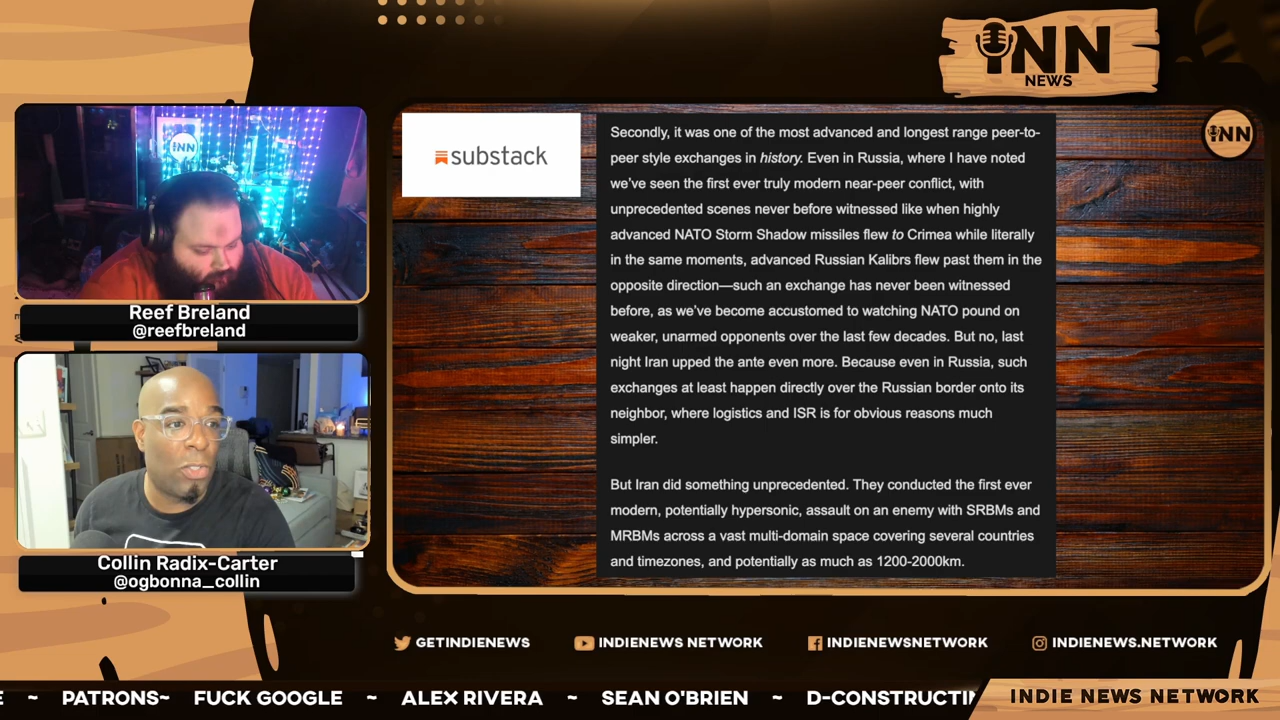 INN
NEWS
INN
substack
Secondly, it was one of the most advanced and longest range peer-to-
peer style exchanges in history. Even in Russia, where I have noted
we've seen the first ever truly modern near-peer conflict, with
unprecedented scenes never before witnessed like when highly
advanced NATO Storm Shadow missiles flew to Crimea while literally
in the same moments, advanced Russian Kalibrs flew past them in the
opposite direction—such an exchange has never been witnessed
before, as we've become accustomed to watching NATO pound on
weaker, unarmed opponents over the last few decades. But no, last
night Iran upped the ante even more. Because even in Russia, such
exchanges at least happen directly over the Russian border onto its
neighbor, where logistics and ISR is for obvious reasons much
simpler.
But Iran did something unprecedented. They conducted the first ever
modern, potentially hypersonic, assault on an enemy with SRBMs and
MRBMs across a vast multi-domain space covering several countries
and timezones, and potentially as much as 1200-2000km.
INN
Reef Breland
@reefbreland
Collin Radix-Carter
@ogbonna_collin
GETINDIENEWS
INDIENEWS NETWORK
INDIENEWSNETWORK
INDIENEWS.NETWORK
E ~ PATRONS~ FUCK GOOGLE ~ ALEX RIVERA ~ SEAN O'BRIEN ~ D-CONSTRUCTIN
INDIE NEWS NETWORK